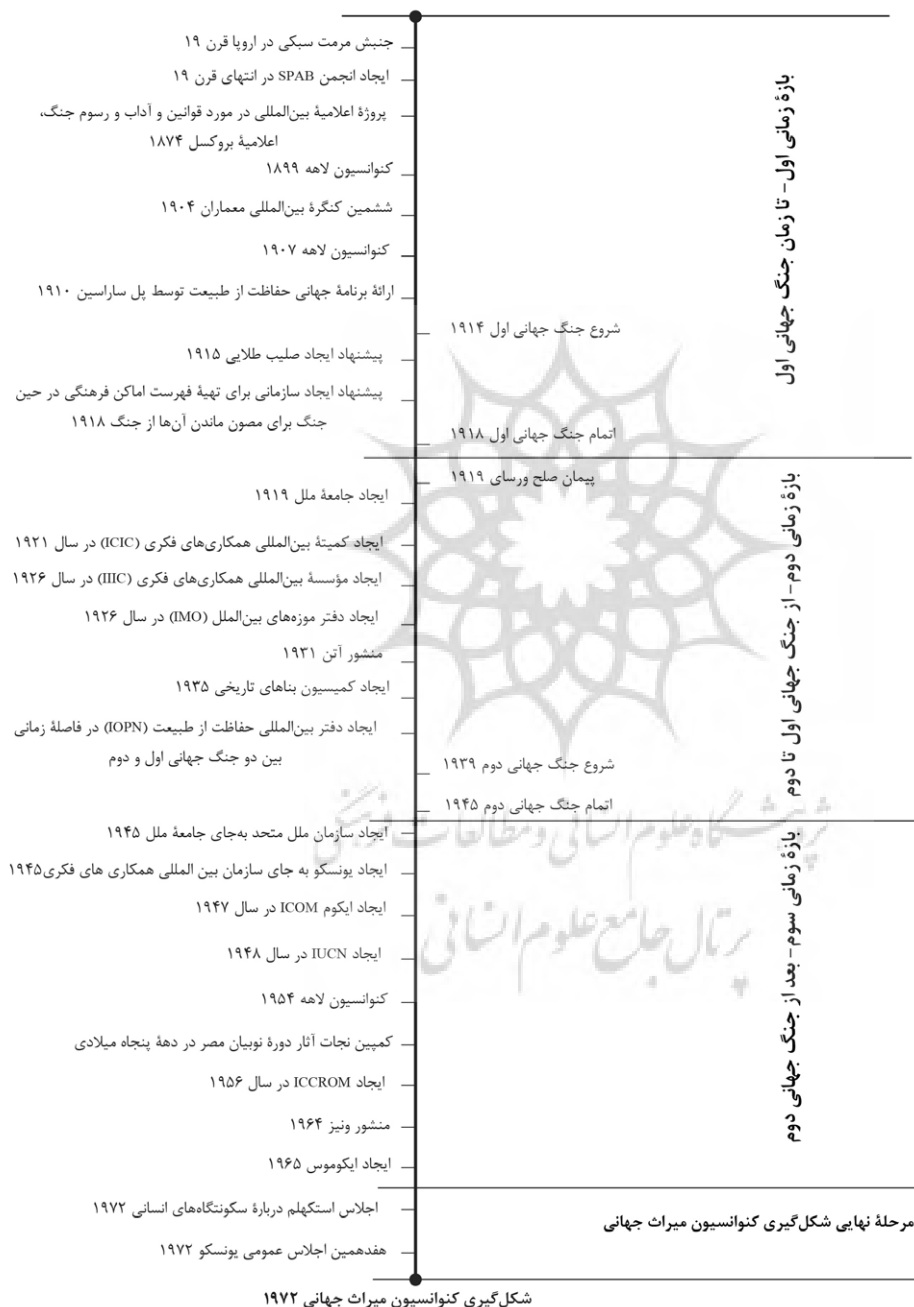 بازهٔ زمانی اول- تا زمان جنگ جهانی اول
جنبش مرمت سبکی در اروپا قرن ۱۹
ایجاد انجمن SPAB در انتهای قرن ۱۹
پروژهٔ اعلامیهٔ بین‌المللی در مورد قوانین و آداب و رسوم جنگ،
اعلامیهٔ بروکسل ۱۸۷۴
کنوانسیون لاهه ۱۸۹۹
ششمین کنگرهٔ بین‌المللی معماران ۱۹۰۴
کنوانسیون لاهه ۱۹۰۷
ارائهٔ برنامهٔ جهانی حفاظت از طبیعت توسط پل ساراسین ۱۹۱۰
شروع جنگ جهانی اول ۱۹۱۴
پیشنهاد ایجاد صلیب طلایی ۱۹۱۵
پیشنهاد ایجاد سازمانی برای تهیهٔ فهرست اماکن فرهنگی در حین
جنگ برای مصون ماندن آن‌ها از جنگ ۱۹۱۸
اتمام جنگ جهانی اول ۱۹۱۸
بازهٔ زمانی دوم- از جنگ جهانی اول تا دوم
پیمان صلح ورسای ۱۹۱۹
ایجاد جامعهٔ ملل ۱۹۱۹
ایجاد کمیتهٔ بین‌المللی همکاری‌های فکری (ICIC) در سال ۱۹۲۱
ایجاد مؤسسهٔ بین‌المللی همکاری‌های فکری (IIIC) در سال ۱۹۲۶
ایجاد دفتر موزه‌های بین‌الملل (IMO) در سال ۱۹۲۶
منشور آتن ۱۹۳۱
ایجاد کمیسیون بناهای تاریخی ۱۹۳۵
ایجاد دفتر بین‌المللی حفاظت از طبیعت (IOPN) در فاصلهٔ زمانی
بین دو جنگ جهانی اول و دوم
شروع جنگ جهانی دوم ۱۹۳۹
اتمام جنگ جهانی دوم ۱۹۴۵
بازهٔ زمانی سوم- بعد از جنگ جهانی دوم
ایجاد سازمان ملل متحد به‌جای جامعهٔ ملل ۱۹۴۵
ایجاد یونسکو به جای سازمان بین المللی همکاری های فکری۱۹۴۵
ایجاد ایکوم ICOM در سال ۱۹۴۷
ایجاد IUCN در سال ۱۹۴۸
کنوانسیون لاهه ۱۹۵۴
کمپین نجات آثار دورهٔ نوبیان مصر در دههٔ پنجاه میلادی
ایجاد ICCROM در سال ۱۹۵۶
منشور ونیز ۱۹۶۴
ایجاد ایکوموس ۱۹۶۵
مرحلهٔ نهایی شکل‌گیری کنوانسیون میراث جهانی
اجلاس استکهلم دربارهٔ سکونتگاه‌های انسانی ۱۹۷۲
هفدهمین اجلاس عمومی یونسکو ۱۹۷۲
شکل‌گیری کنوانسیون میراث جهانی ۱۹۷۲
پژوهشگاه علوم انسانی و مطالعات فرهنگی
پرتال جامع علوم انسانی